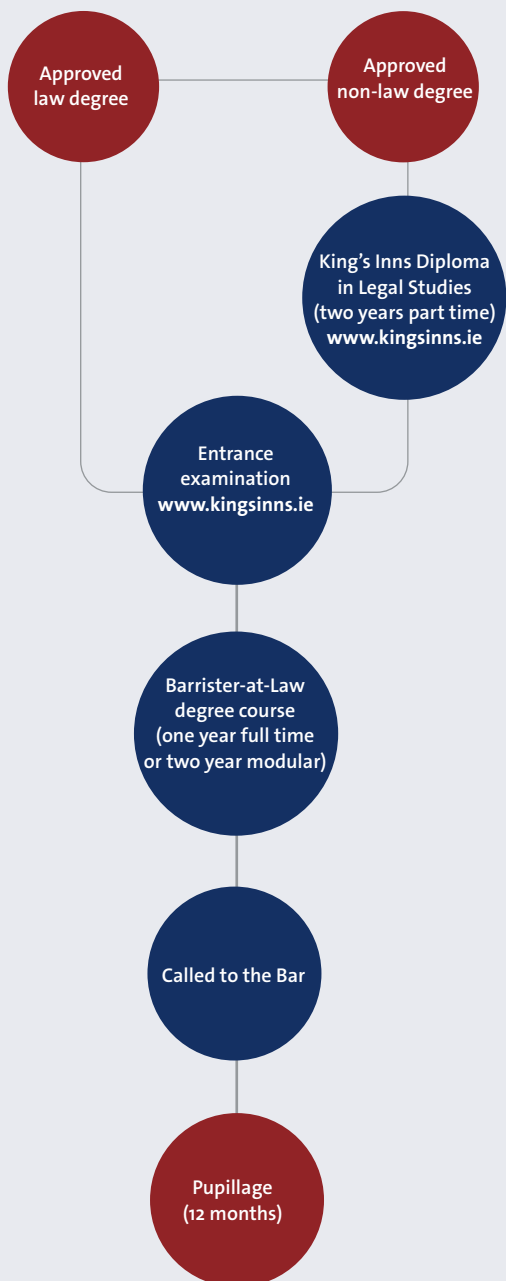 Approved
law degree
Approved
non-law degree
King’s Inns Diploma
in Legal Studies
(two years part time)
www.kingsinns.ie
Entrance
examination
www.kingsinns.ie
Barrister-at-Law
degree course
(one year full time
or two year modular)
Called to the Bar
Pupillage
(12 months)